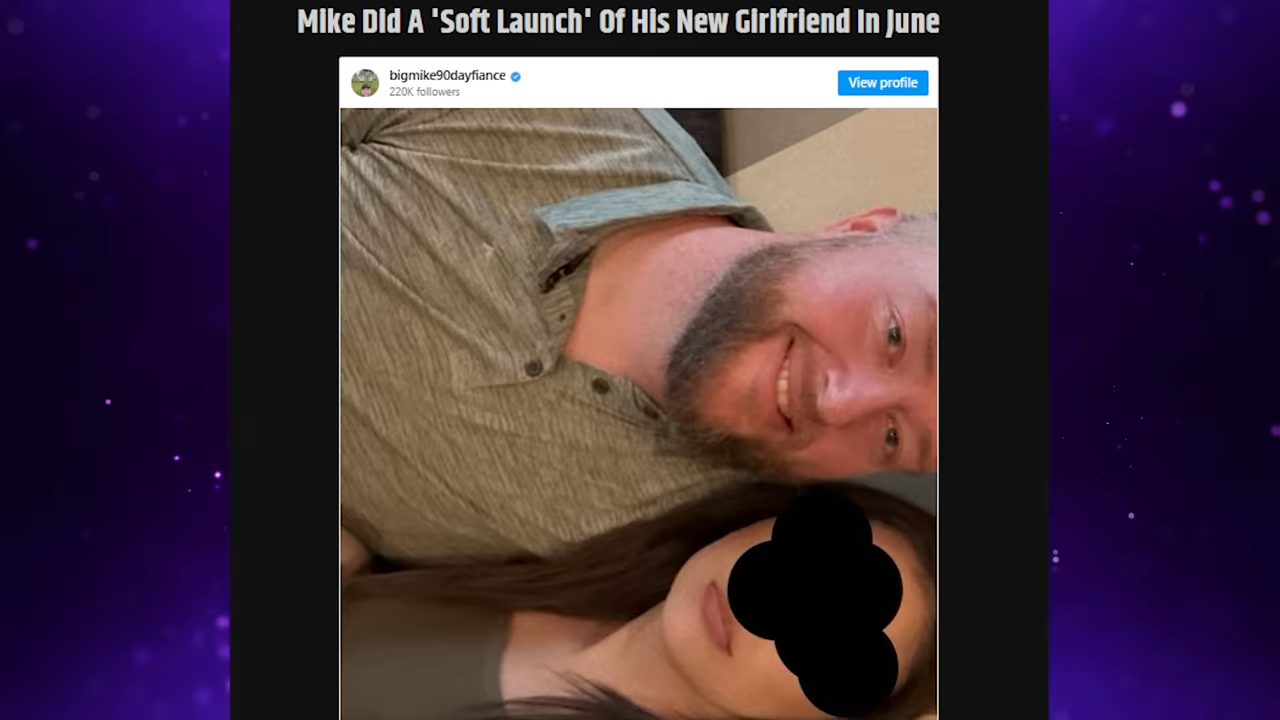 Mike Did A 'Soft Launch' Of His New Girlfriend In June
bigmike90dayfiance
220K followers
View profile